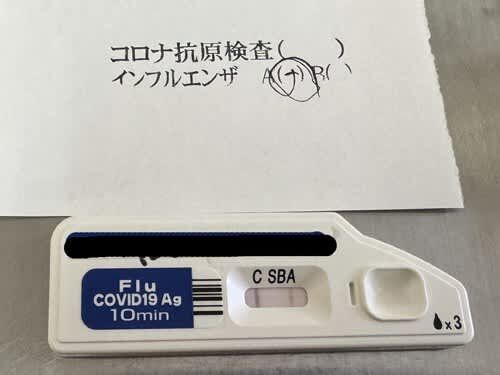 コロナ抗原検査(　　)
インフルエンザ A(+) B( )
C SBA
Flu
COVID19 Ag
10min
x3